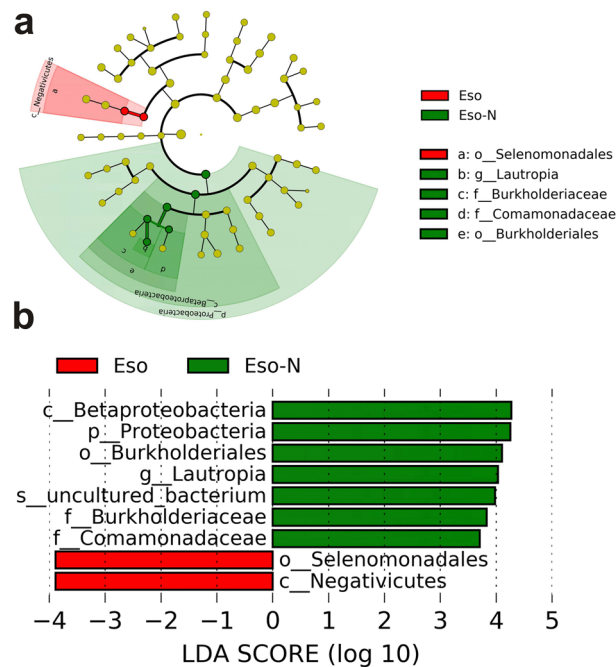 a
c__Negativicutes
a
Eso
Eso-N
a: o__Selenomonadales
b: g__Lautropia
c: f__Burkholderiaceae
d: f__Comamonadaceae
e: o__Burkholderiales
b
c
d
e
c__Betaproteobacteria
p__Proteobacteria
b
Eso
Eso-N
c__Betaproteobacteria
p__Proteobacteria
o__Burkholderiales
g__Lautropia
s__uncultured_bacterium
f__Burkholderiaceae
f__Comamonadaceae
o__Selenomonadales
c__Negativicutes
−4 −3 −2 −1 0 1 2 3 4 5
LDA SCORE (log 10)